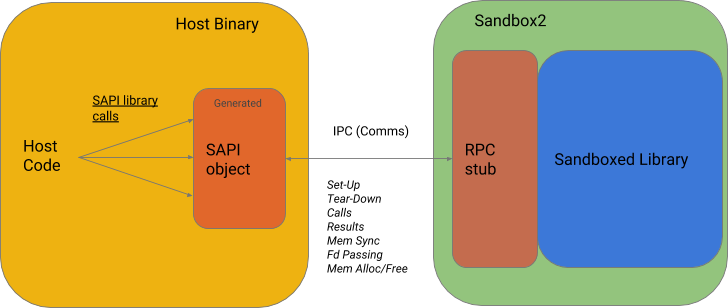 Host Binary
Sandbox2
SAPI library
calls
Generated
Host
Code
SAPI
object
IPC (Comms)
RPC
stub
Sandboxed Library
Set-Up
Tear-Down
Calls
Results
Mem Sync
Fd Passing
Mem Alloc/Free